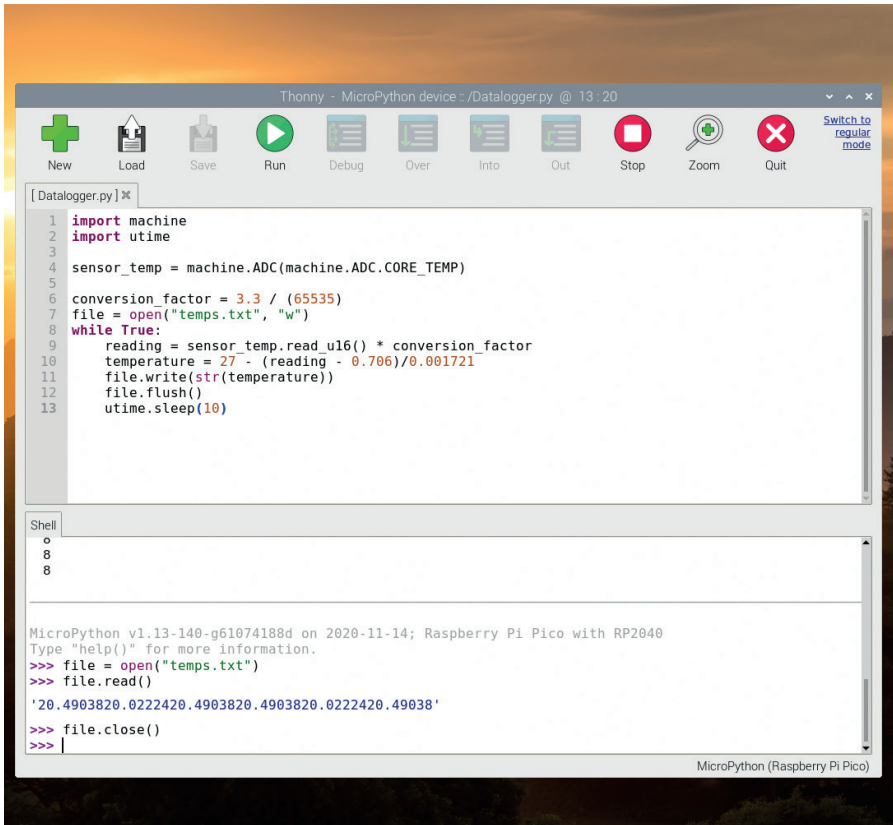 Thonny - MicroPython device :: /Datalogger.py @ 13 : 20
New Load Save Run Debug Over Into Out Stop Zoom Quit
Switch to
regular
mode
[ Datalogger.py ]
1 import machine
2 import utime
3
4 sensor_temp = machine.ADC(machine.ADC.CORE_TEMP)
5
6 conversion_factor = 3.3 / (65535)
7 file = open("temps.txt", "w")
8 while True:
9     reading = sensor_temp.read_u16() * conversion_factor
10     temperature = 27 - (reading - 0.706)/0.001721
11     file.write(str(temperature))
12     file.flush()
13     utime.sleep(10)
Shell
8
8
8
MicroPython v1.13-140-g61074188d on 2020-11-14; Raspberry Pi Pico with RP2040
Type "help()" for more information.
>>> file = open("temps.txt")
>>> file.read()
'20.4903820.0222420.4903820.4903820.0222420.49038'
>>> file.close()
>>>
MicroPython (Raspberry Pi Pico)